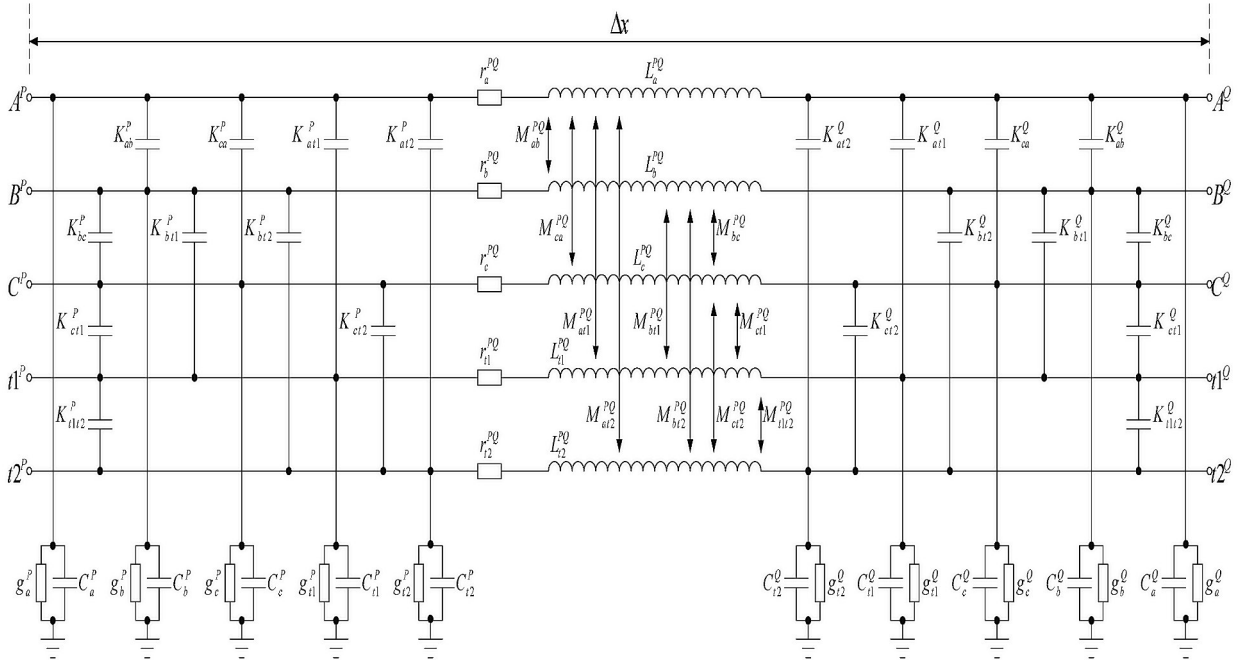 Δx
r_a^PQ L_a^PQ
A^P A^Q
K_ab^P K_ca^P K_at1^P K_at2^P M_ab^PQ K_at2^Q K_at1^Q K_ca^Q K_ab^Q
r_b^PQ L_b^PQ
B^P B^Q
K_bc^P K_bt1^P K_bt2^P M_ca^PQ M_bc^PQ K_bt2^Q K_bt1^Q K_bc^Q
r_c^PQ L_c^PQ
C^P C^Q
K_ct1^P K_ct2^P M_at1^PQ M_bt1^PQ M_ct1^PQ K_ct2^Q K_ct1^Q
r_t1^PQ L_t1^PQ
t1^P t1^Q
K_t1t2^P M_at2^PQ M_bt2^PQ M_ct2^PQ M_t1t2^PQ K_t1t2^Q
r_t2^PQ L_t2^PQ
t2^P t2^Q
g_a^P C_a^P g_b^P C_b^P g_c^P C_c^P g_t1^P C_t1^P g_t2^P C_t2^P C_t2^Q g_t2^Q C_t1^Q g_t1^Q C_c^Q g_c^Q C_b^Q g_b^Q C_a^Q g_a^Q